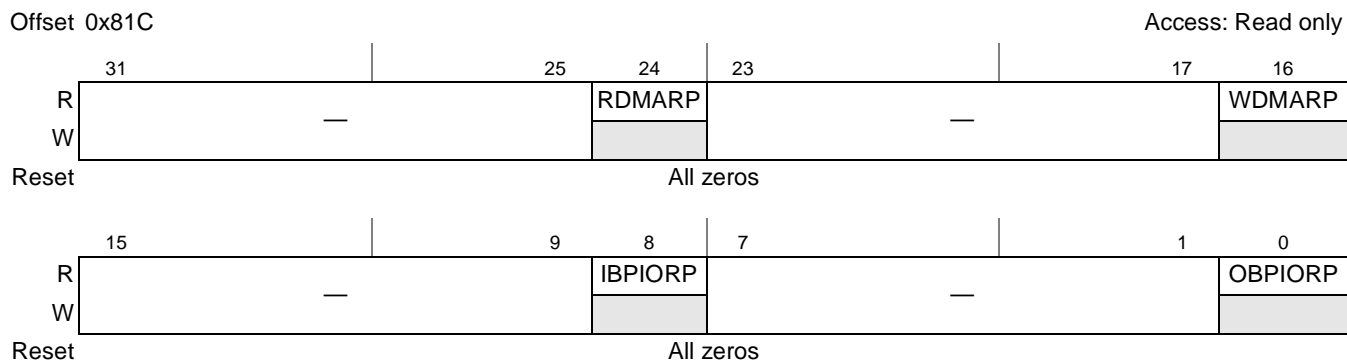 Offset 0x81C Access: Read only
31 25 24 23 17 16
R — RDMARP — WDMARP
W
Reset All zeros
15 9 8 7 1 0
R — IBPIORP — OBPIORP
W
Reset All zeros